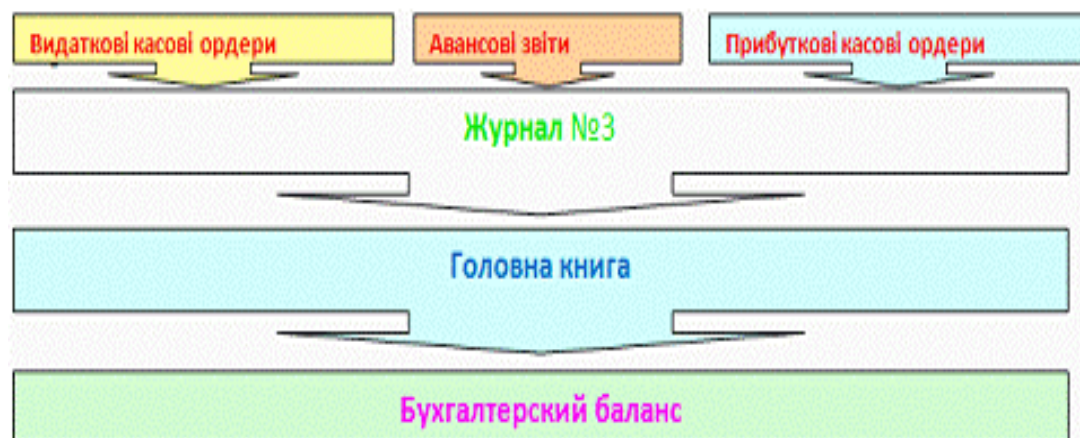 Видаткові касові ордери
Авансові звіти
Прибуткові касові ордери
Журнал №3
Головна книга
Бухгалтерский баланс